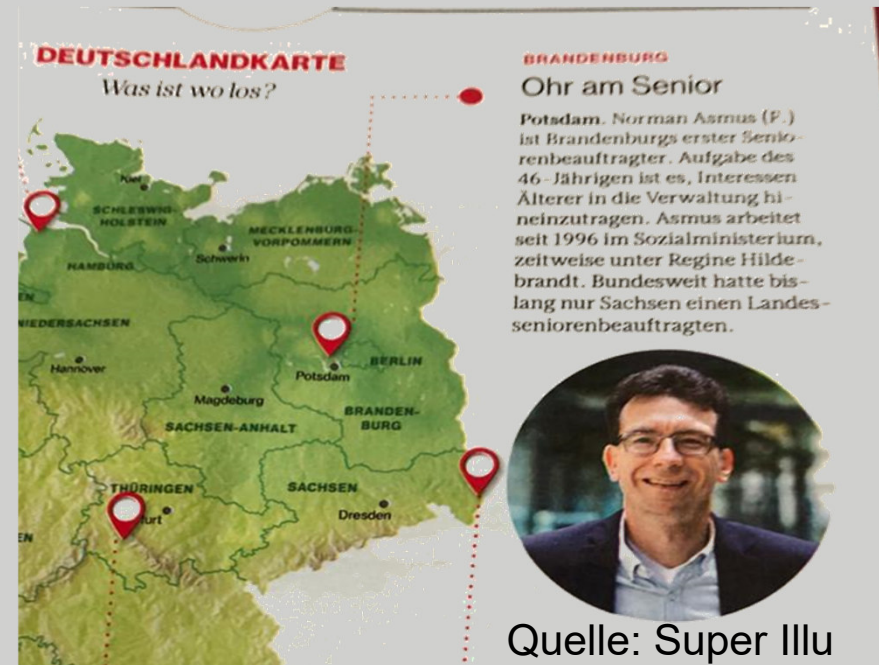 DEUTSCHLANDKARTE
Was ist wo los?
BRANDENBURG
Ohr am Senior
Potsdam. Norman Asmus (F.)
ist Brandenburgs erster Senio-
renbeauftragter. Aufgabe des
46-Jährigen ist es, Interessen
Älterer in die Verwaltung hi-
neinzutragen. Asmus arbeitet
seit 1996 im Sozialministerium,
zeitweise unter Regine Hilde-
brandt. Bundesweit hatte bis-
lang nur Sachsen einen Landes-
seniorenbeauftragten.
Kiel
SCHLESWIG-
HOLSTEIN
MECKLENBURG-
VORPOMMERN
Schwerin
HAMBURG
EN
NIEDERSACHSEN
Hannover
BERLIN
Potsdam
Magdeburg
BRANDEN-
BURG
SACHSEN-ANHALT
THÜRINGEN
SACHSEN
furt
Dresden
EN
Quelle: Super Illu